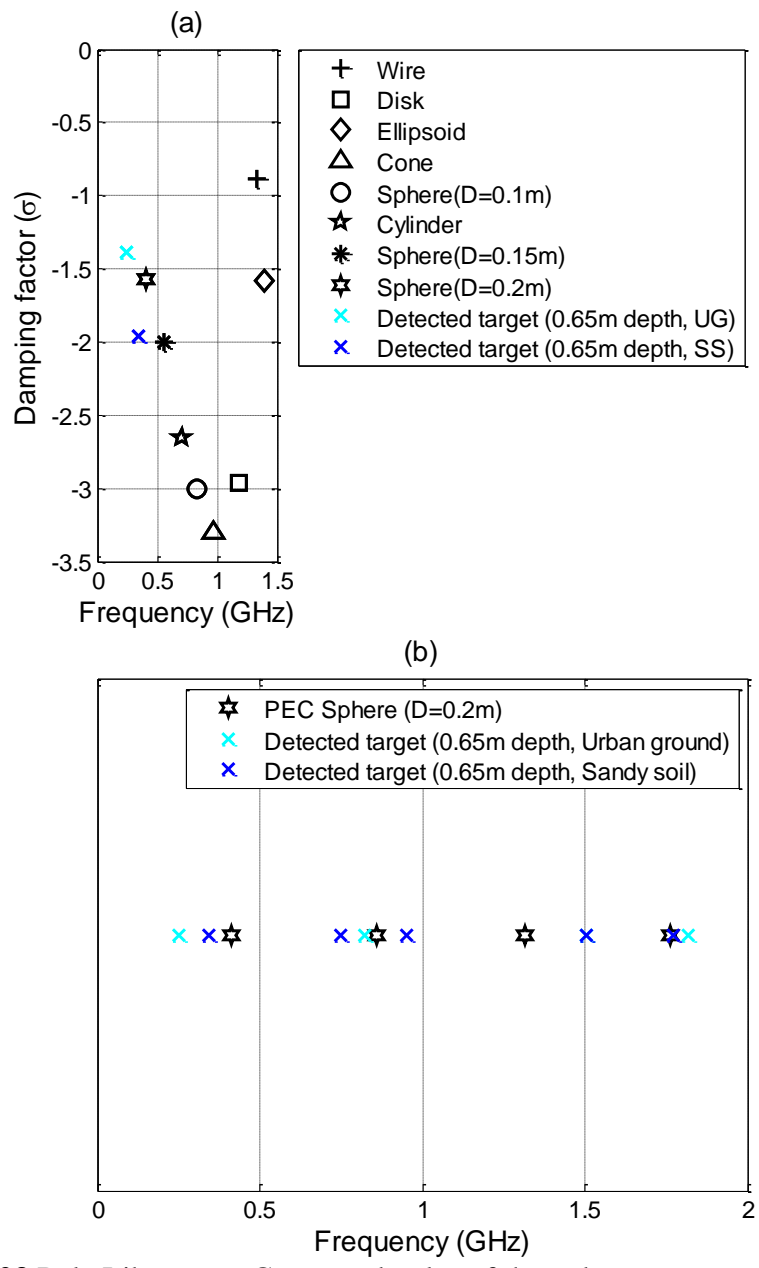 (a)
0
-0.5
-1
-1.5
-2
-2.5
-3
-3.5
Damping factor (σ)
0 0.5 1 1.5
Frequency (GHz)
Wire
Disk
Ellipsoid
Cone
Sphere(D=0.1m)
Cylinder
Sphere(D=0.15m)
Sphere(D=0.2m)
Detected target (0.65m depth, UG)
Detected target (0.65m depth, SS)
(b)
PEC Sphere (D=0.2m)
Detected target (0.65m depth, Urban ground)
Detected target (0.65m depth, Sandy soil)
0 0.5 1 1.5 2
Frequency (GHz)